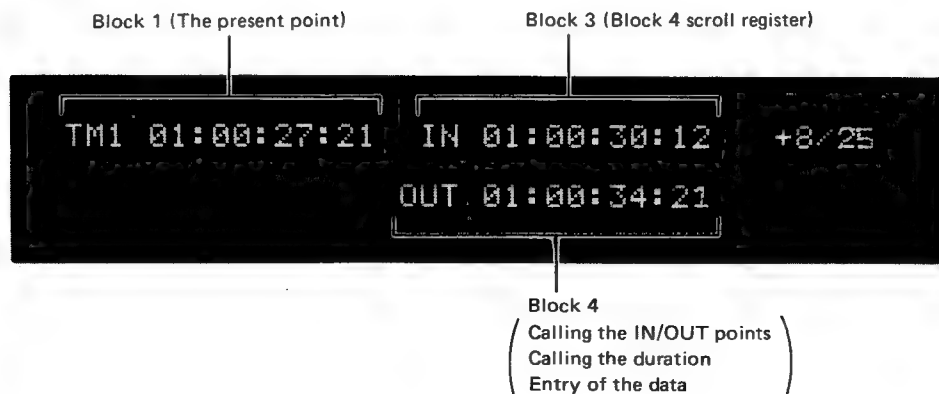 Block 1 (The present point)
Block 3 (Block 4 scroll register)
TM1 01:00:27:21 IN 01:00:30:12 +8/25
OUT 01:00:34:21
Block 4
Calling the IN/OUT points
Calling the duration
Entry of the data